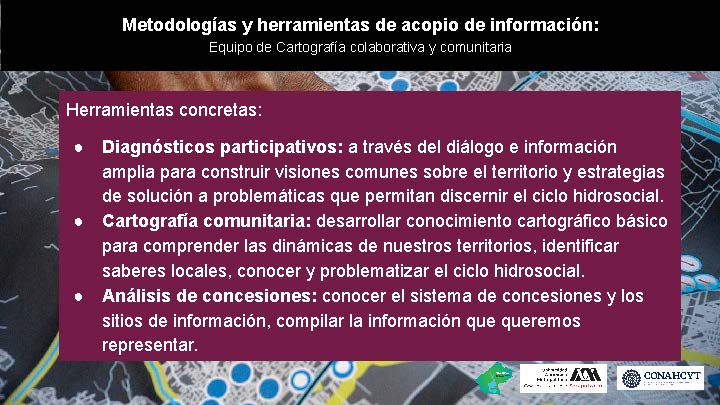 Metodologías y herramientas de acopio de información:
Equipo de Cartografía colaborativa y comunitaria
Herramientas concretas:
● Diagnósticos participativos: a través del diálogo e información
amplia para construir visiones comunes sobre el territorio y estrategias
de solución a problemáticas que permitan discernir el ciclo hidrosocial.
● Cartografía comunitaria: desarrollar conocimiento cartográfico básico
para comprender las dinámicas de nuestros territorios, identificar
saberes locales, conocer y problematizar el ciclo hidrosocial.
● Análisis de concesiones: conocer el sistema de concesiones y los
sitios de información, compilar la información que queremos
representar.
Universidad
Autónoma
Metropolitana
CONAHCYT